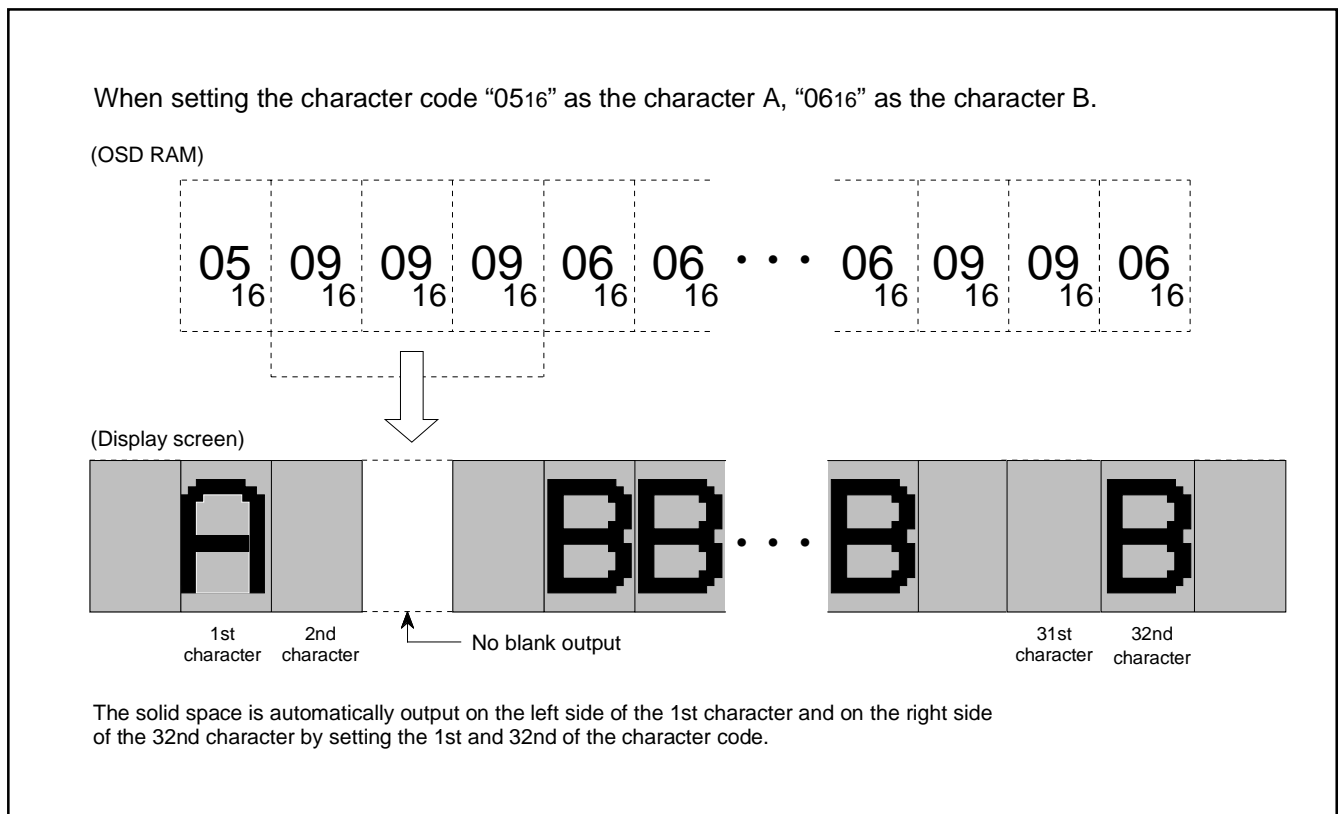 When setting the character code “0516” as the character A, “0616” as the character B.
(OSD RAM)
05 09 09 09 06 06 • • • 06 09 09 06
16 16 16 16 16 16 16 16 16 16
(Display screen)
A B B • • • B B
1st character
2nd character
No blank output
31st character
32nd character
The solid space is automatically output on the left side of the 1st character and on the right side
of the 32nd character by setting the 1st and 32nd of the character code.